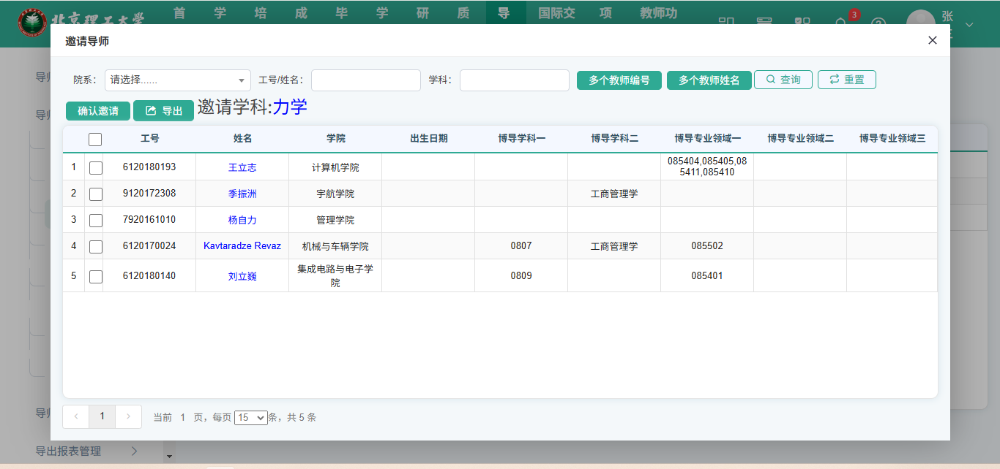 北京理工大学
首 学 培 成 毕 学 研 质 导 国际交 项 教师功
3
张
邀请导师
院系： 请选择...... 工号/姓名： 学科： 多个教师编号 多个教师姓名 查询 重置
确认邀请 导出 邀请学科:力学
工号 姓名 学院 出生日期 博导学科一 博导学科二 博导专业领域一 博导专业领域二 博导专业领域三
1 6120180193 王立志 计算机学院 085404,085405,08
5411,085410
2 9120172308 季振洲 宇航学院 工商管理学
3 7920161010 杨自力 管理学院
4 6120170024 Kavtaradze Revaz 机械与车辆学院 0807 工商管理学 085502
5 6120180140 刘立巍 集成电路与电子学
院 0809 085401
1 当前 1 页，每页 15 条，共 5 条
导出报表管理